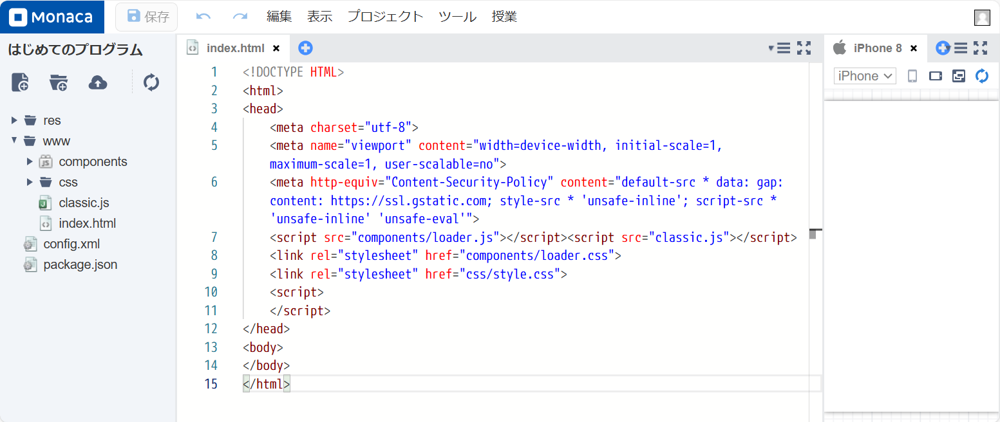 Monaca 保存 編集 表示 プロジェクト ツール 授業
はじめてのプログラム
res
www
components
css
classic.js
index.html
config.xml
package.json
index.html
1 <!DOCTYPE HTML>
2 <html>
3 <head>
4 <meta charset="utf-8">
5 <meta name="viewport" content="width=device-width, initial-scale=1,
maximum-scale=1, user-scalable=no">
6 <meta http-equiv="Content-Security-Policy" content="default-src * data: gap:
content: https://ssl.gstatic.com; style-src * 'unsafe-inline'; script-src *
'unsafe-inline' 'unsafe-eval'">
7 <script src="components/loader.js"></script><script src="classic.js"></script>
8 <link rel="stylesheet" href="components/loader.css">
9 <link rel="stylesheet" href="css/style.css">
10 <script>
11 </script>
12 </head>
13 <body>
14 </body>
15 </html>
iPhone 8
iPhone